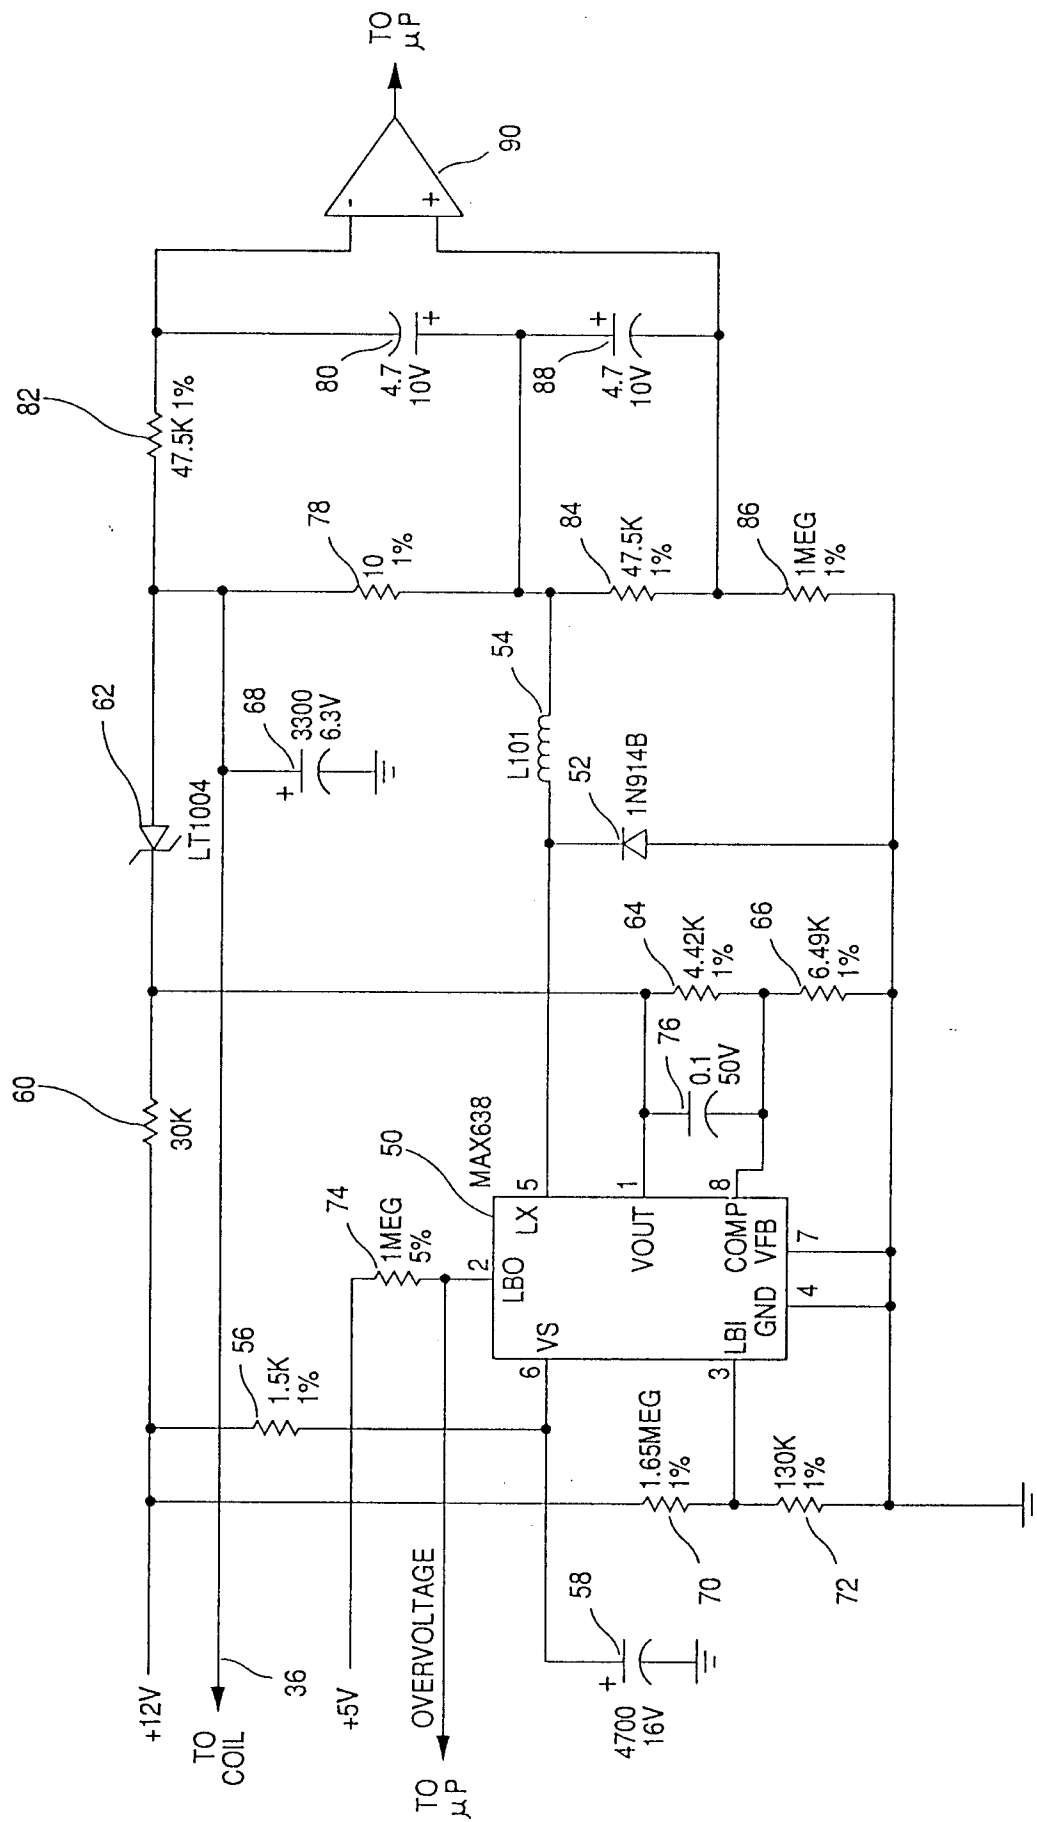 +12V
TO
COIL
36
+5V
OVERVOLTAGE
TO
μP
60
30K
62
LT1004
82
47.5K 1%
56
1.5K
1%
74
1MEG
5%
68
+
3300
6.3V
78
10
1%
80
4.7
10V
+
88
4.7
10V
+
-
+
90
TO
μP
58
+
4700
16V
70
1.65MEG
1%
72
130K
1%
50
MAX638
6
VS
2
LBO
5
LX
1
VOUT
8
COMP
VFB
7
GND
4
LBI
3
76
0.1
50V
64
4.42K
1%
66
6.49K
1%
52
1N914B
L101
54
84
47.5K
1%
86
1MEG
1%